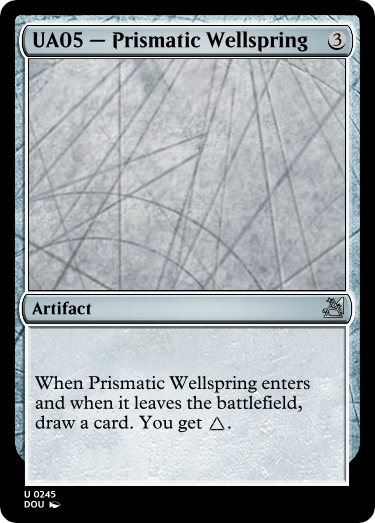 UA05 — Prismatic Wellspring 3
Artifact
When Prismatic Wellspring enters
and when it leaves the battlefield,
draw a card. You get △.
U 0245
DOU